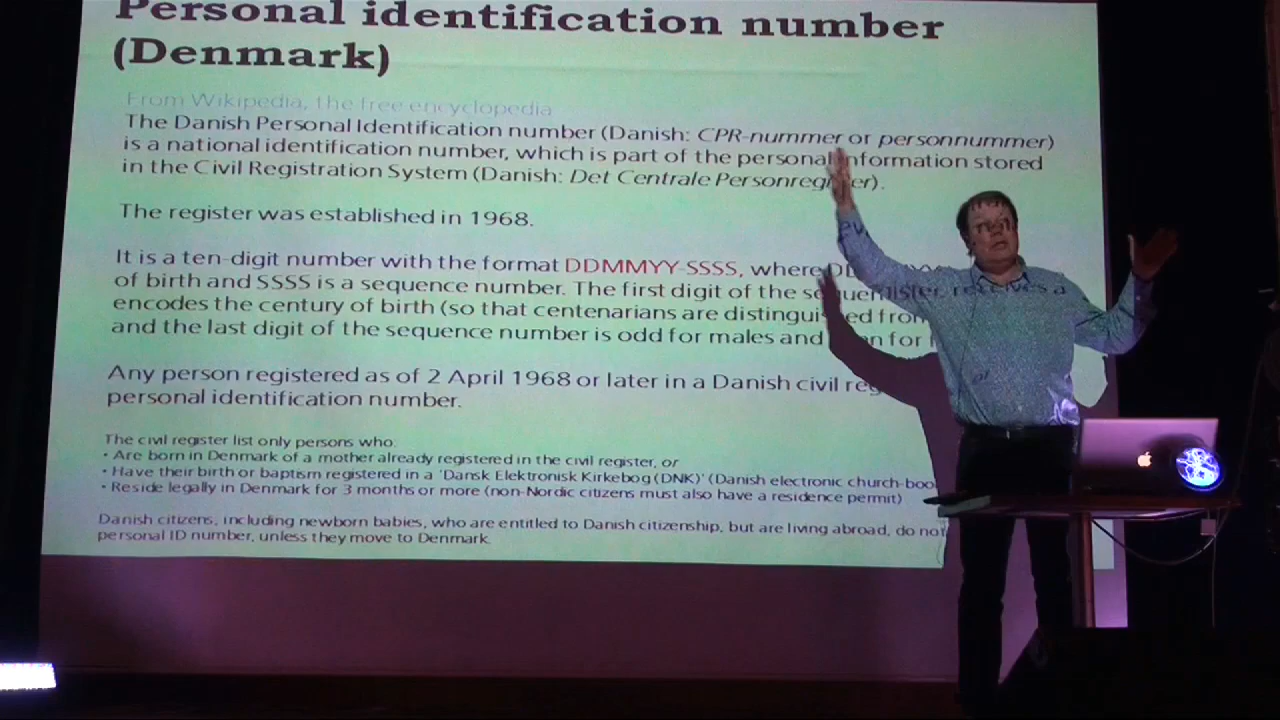 Personal identification number
(Denmark)
From Wikipedia, the free encyclopedia
The Danish Personal Identification number (Danish: CPR-nummer or personnummer)
is a national identification number, which is part of the personal information stored
in the Civil Registration System (Danish: Det Centrale Personregister).
The register was established in 1968.
It is a ten-digit number with the format DDMMYY-SSSS, where
of birth and SSSS is a sequence number. The first digit of the
encodes the century of birth (so that centenarians are distinguished from
and the last digit of the sequence number is odd for males and for
Any person registered as of 2 April 1968 or later in a Danish civil register, receives a
personal identification number.
The civil register list only persons who:
• Are born in Denmark of a mother already registered in the civil register, or
• Have their birth or baptism registered in a 'Dansk Elektronisk Kirkebog (DNK)' (Danish electronic church-boo
• Reside legally in Denmark for 3 months or more (non-Nordic citizens must also have a residence permit)
Danish citizens, including newborn babies, who are entitled to Danish citizenship, but are living abroad, do not
personal ID number, unless they move to Denmark.